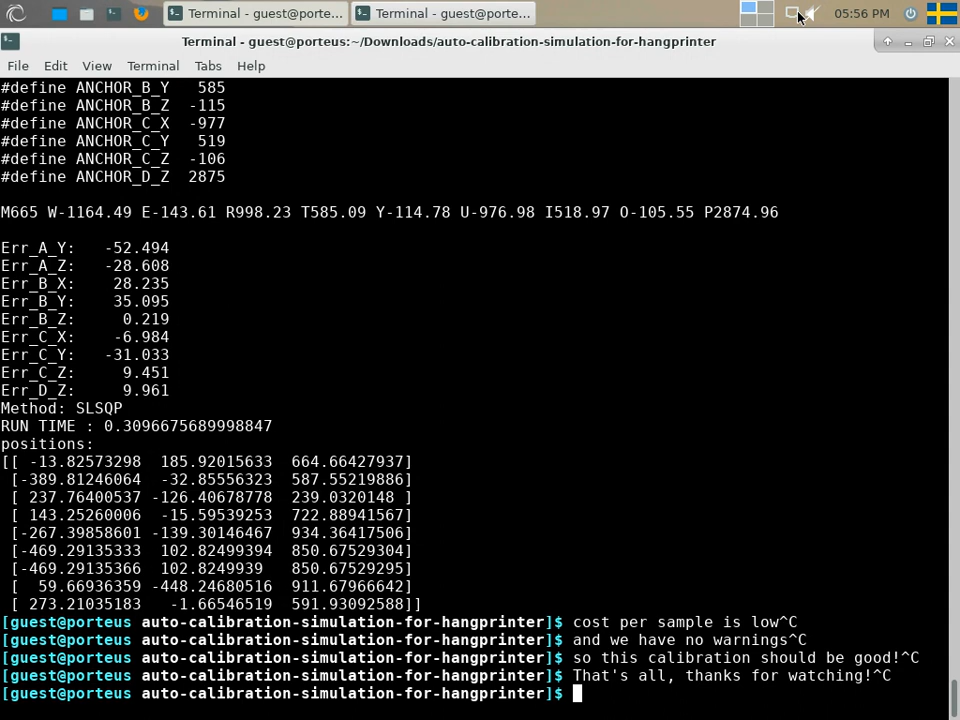 Terminal - guest@porte...
Terminal - guest@porte...
05:56 PM
Terminal - guest@porteus:~/Downloads/auto-calibration-simulation-for-hangprinter
File Edit View Terminal Tabs Help
#define ANCHOR_B_Y   585
#define ANCHOR_B_Z  -115
#define ANCHOR_C_X  -977
#define ANCHOR_C_Y   519
#define ANCHOR_C_Z  -106
#define ANCHOR_D_Z  2875
M665 W-1164.49 E-143.61 R998.23 T585.09 Y-114.78 U-976.98 I518.97 O-105.55 P2874.96
Err_A_Y:   -52.494
Err_A_Z:   -28.608
Err_B_X:    28.235
Err_B_Y:    35.095
Err_B_Z:     0.219
Err_C_X:    -6.984
Err_C_Y:   -31.033
Err_C_Z:     9.451
Err_D_Z:     9.961
Method: SLSQP
RUN TIME : 0.3096675689998847
positions:
[[ -13.82573298  185.92015633  664.66427937]
 [-389.81246064  -32.85556323  587.55219886]
 [ 237.76400537 -126.40678778  239.0320148 ]
 [ 143.25260006  -15.59539253  722.88941567]
 [-267.39858601 -139.30146467  934.36417506]
 [-469.29135333  102.82499394  850.67529304]
 [-469.29135366  102.8249939   850.67529295]
 [  59.66936359 -448.24680516  911.67966642]
 [ 273.21035183   -1.66546519  591.93092588]]
[guest@porteus auto-calibration-simulation-for-hangprinter]$ cost per sample is low^C
[guest@porteus auto-calibration-simulation-for-hangprinter]$ and we have no warnings^C
[guest@porteus auto-calibration-simulation-for-hangprinter]$ so this calibration should be good!^C
[guest@porteus auto-calibration-simulation-for-hangprinter]$ That's all, thanks for watching!^C
[guest@porteus auto-calibration-simulation-for-hangprinter]$